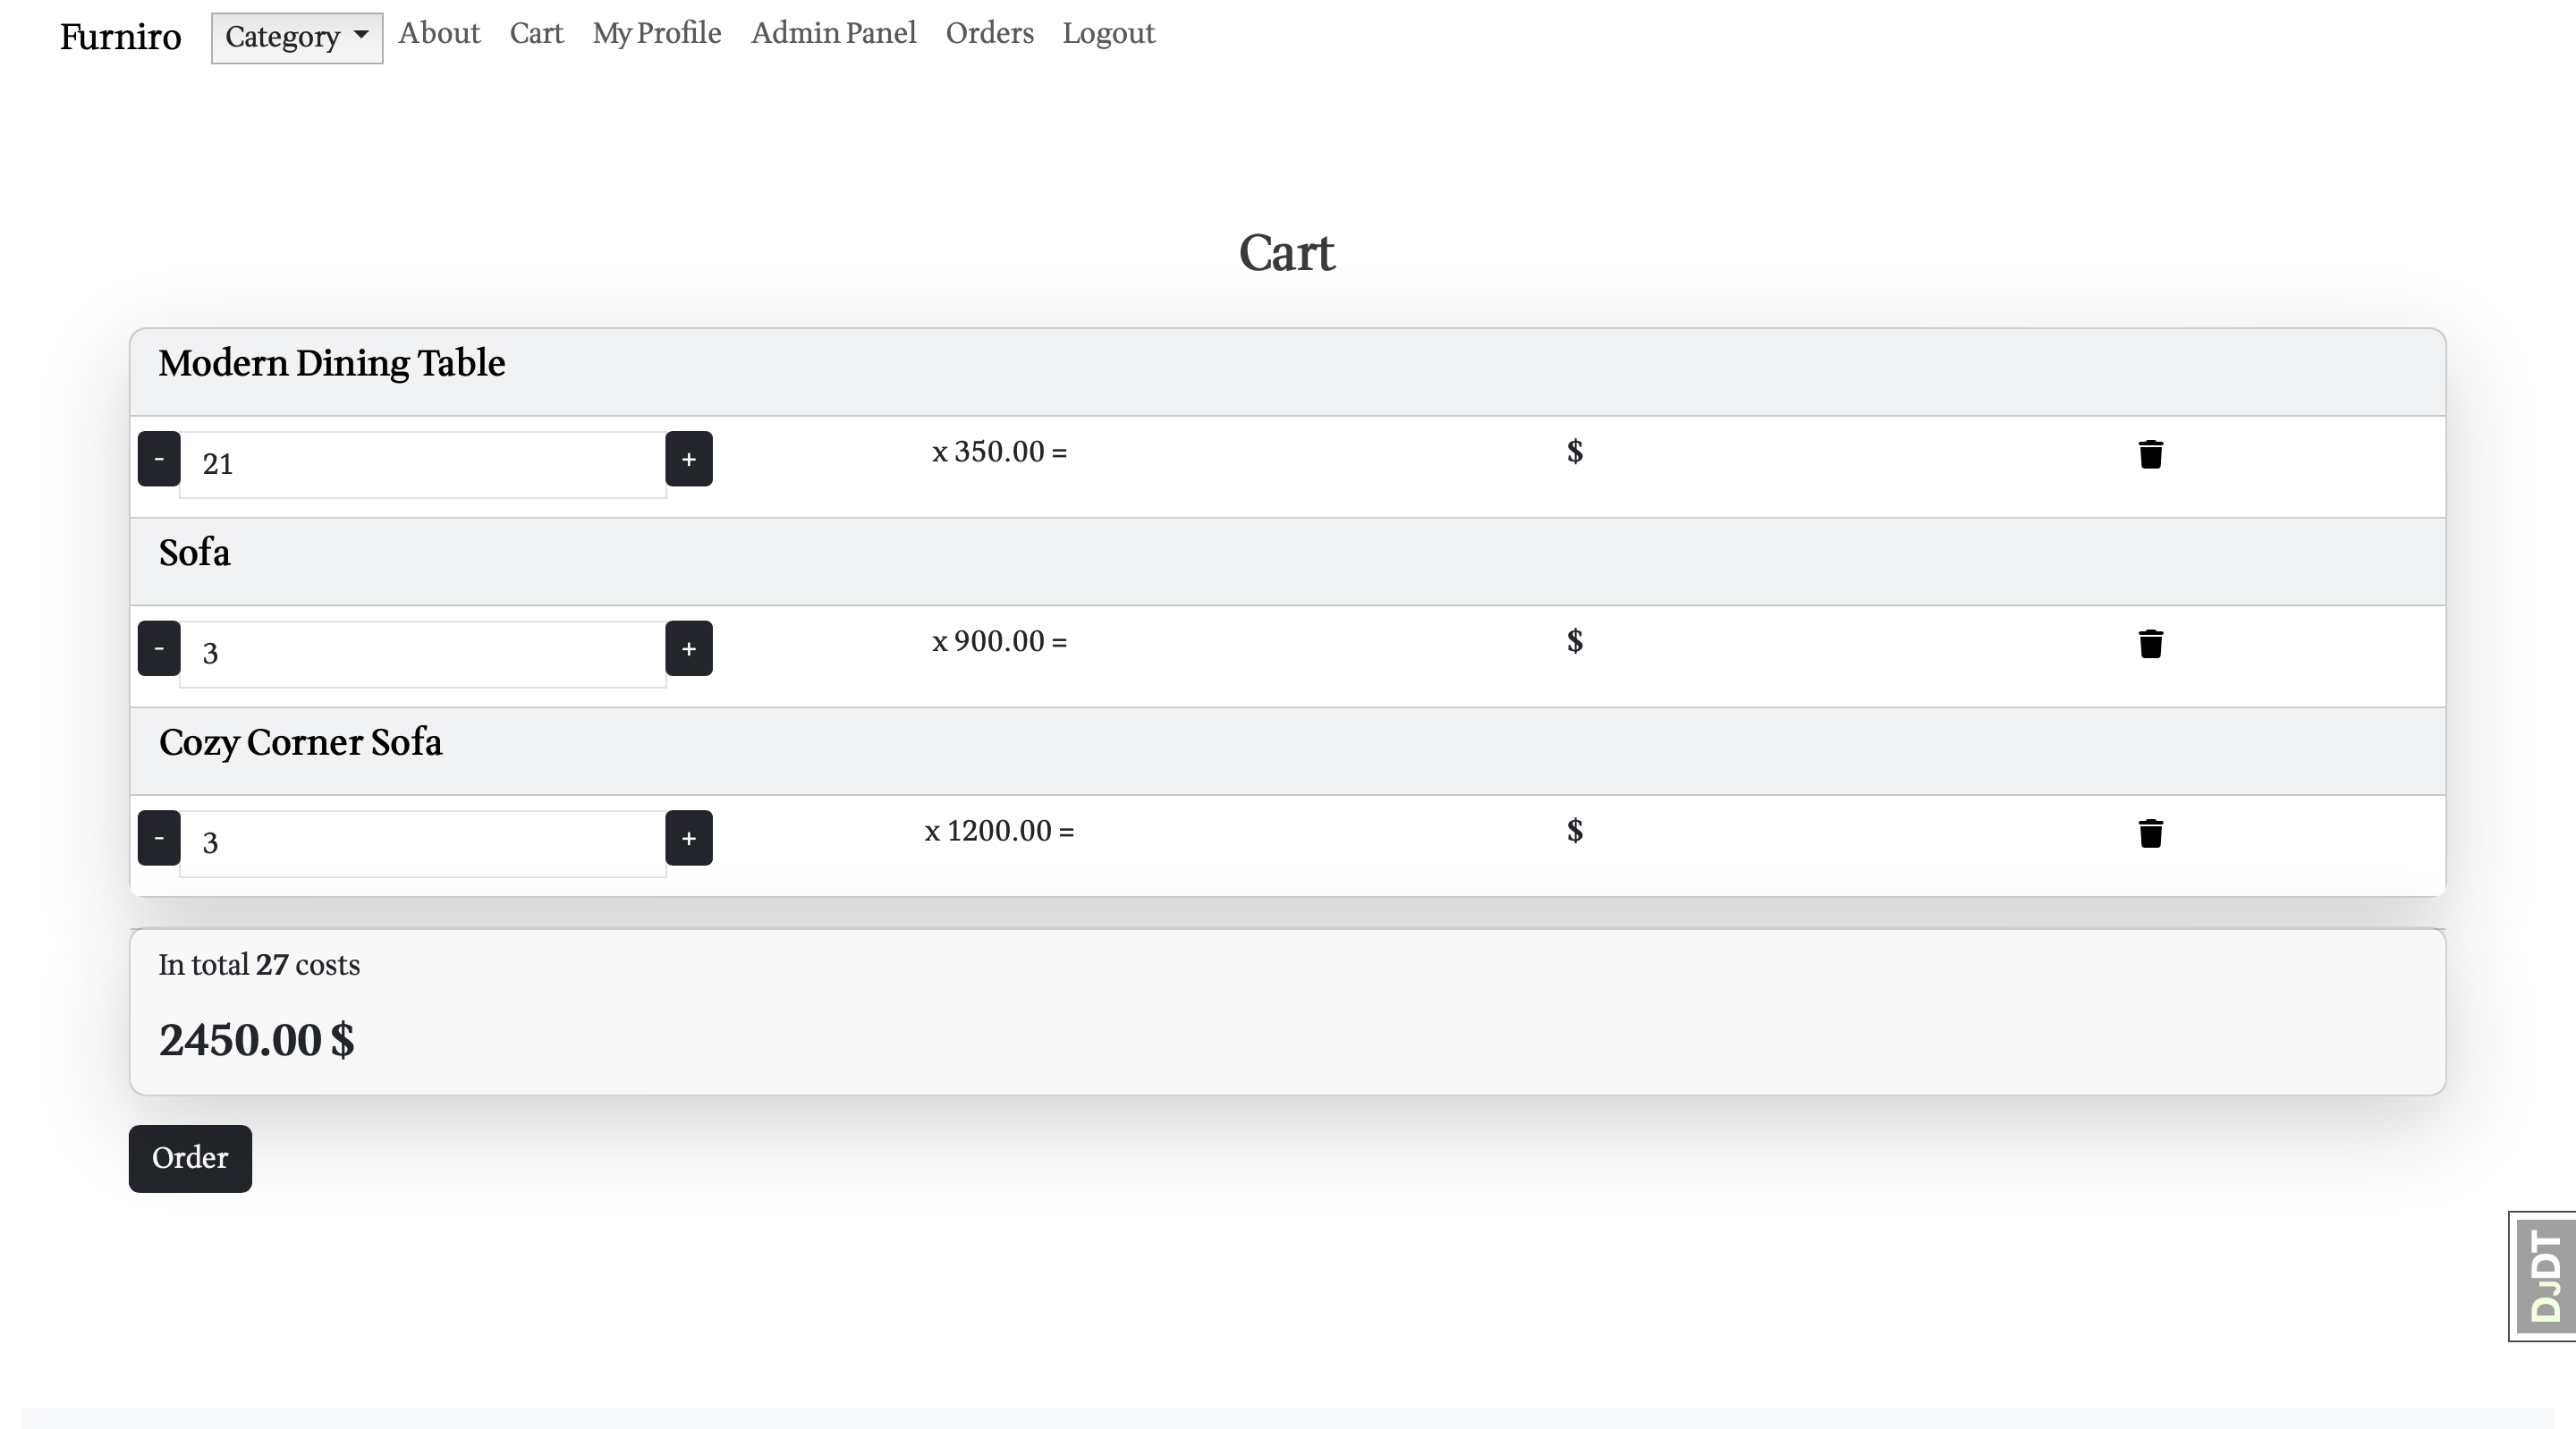 Furniro Category About Cart My Profile Admin Panel Orders Logout
Cart
Modern Dining Table
- 21 + x 350.00 = $
Sofa
- 3 + x 900.00 = $
Cozy Corner Sofa
- 3 + x 1200.00 = $
In total 27 costs
2450.00 $
Order
DJDT